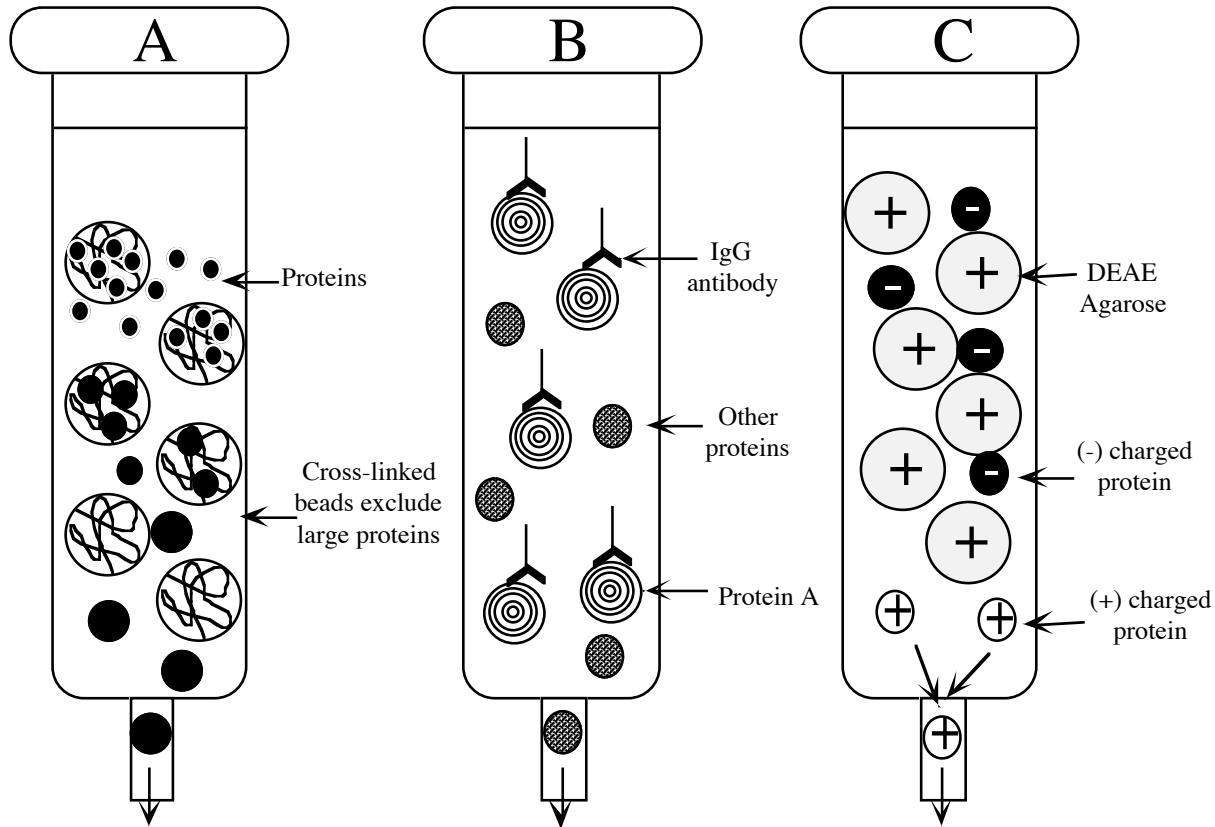 A
B
C
Proteins
Cross-linked
beads exclude
large proteins
IgG
antibody
Other
proteins
Protein A
+
-
+
-
+
-
+
+
-
+
DEAE
Agarose
(-) charged
protein
+
+
(+) charged
protein
+